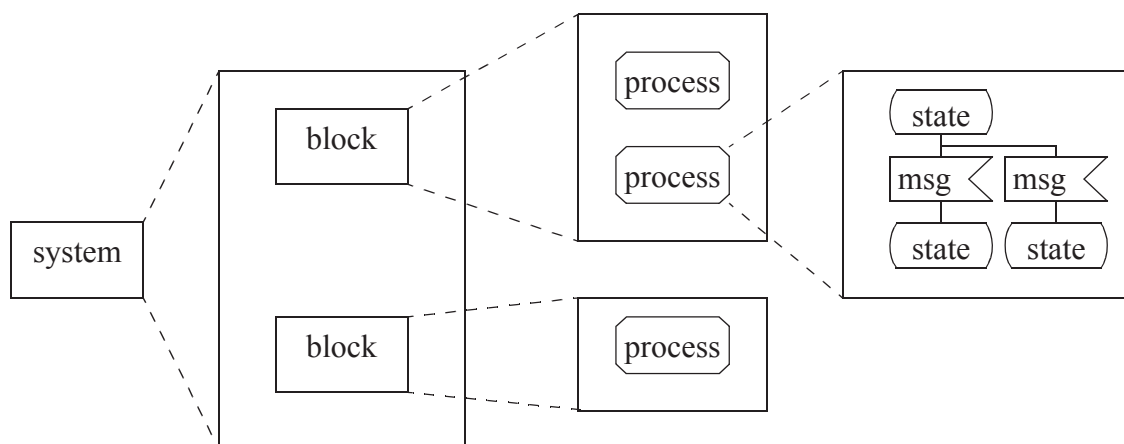 system
block
block
process
process
process
state
msg
msg
state
state